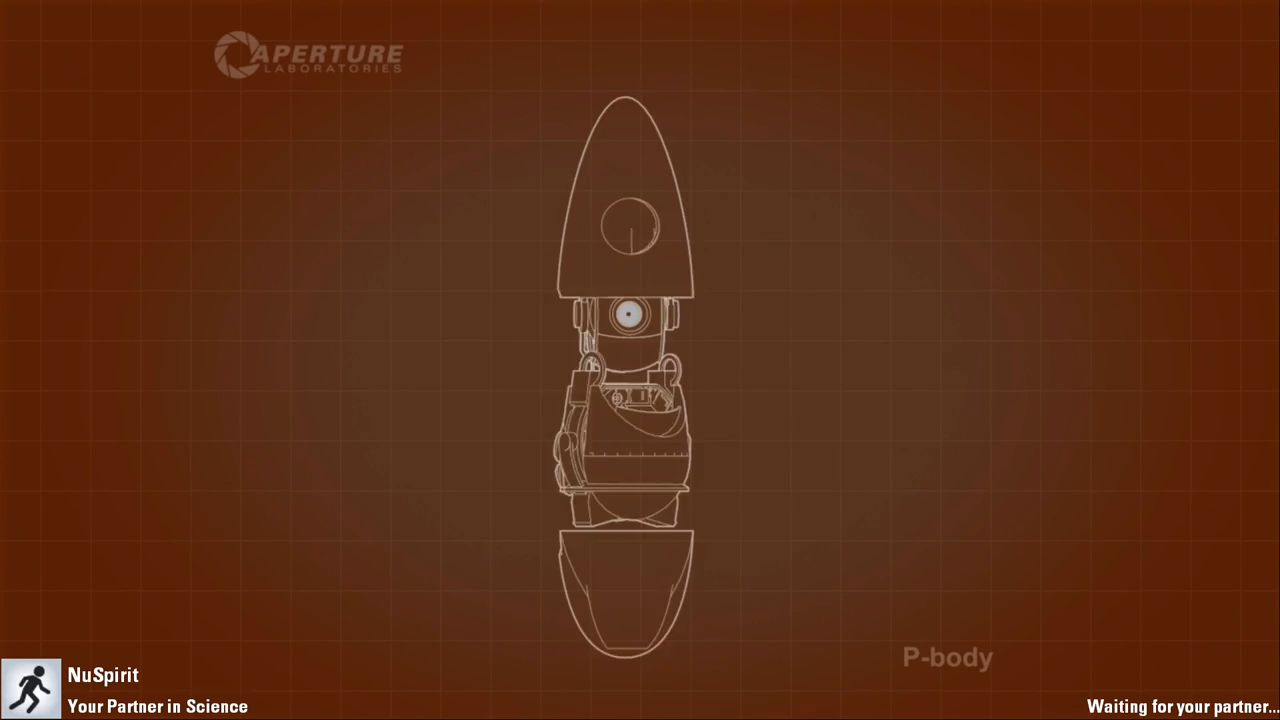 APERTURE
LABORATORIES
P-body
NuSpirit
Your Partner in Science
Waiting for your partner...